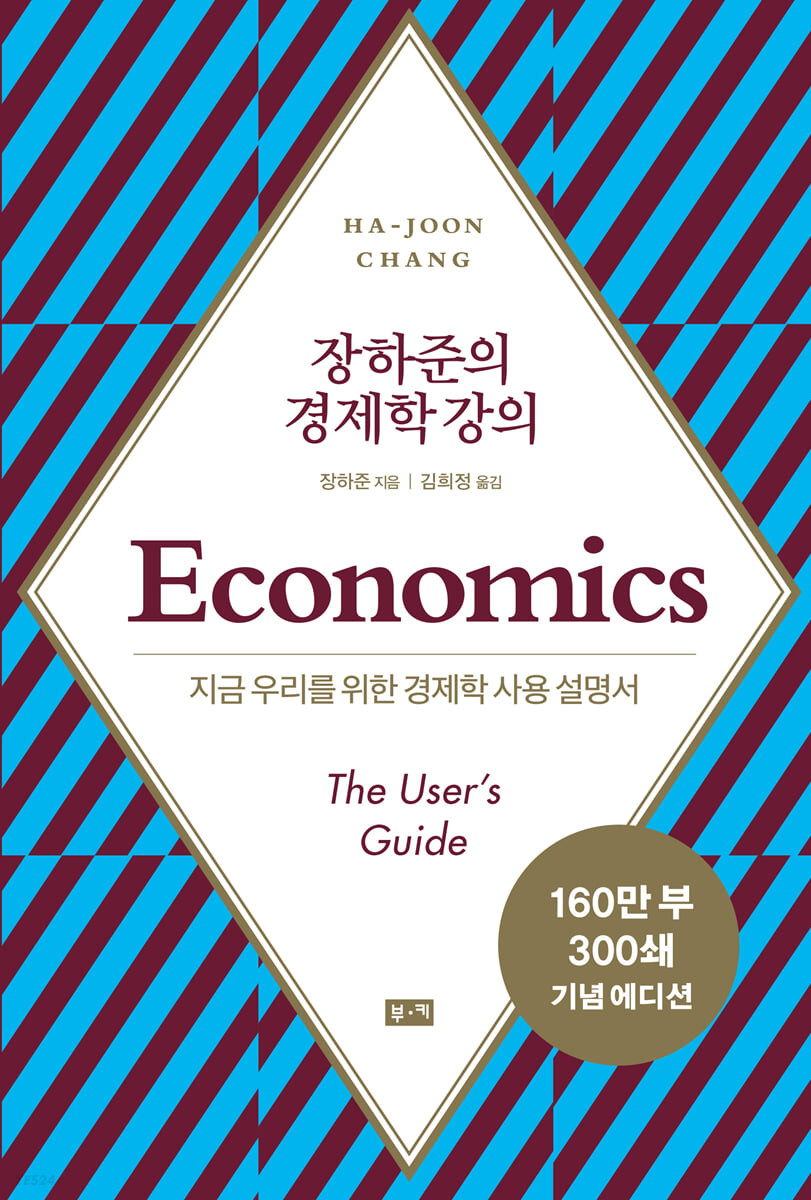 HA-JOON
CHANG
장하준의
경제학 강의
장하준 지음 | 김희정 옮김
Economics
지금 우리를 위한 경제학 사용 설명서
The User's
Guide
160만 부
300쇄
기념 에디션
부·키
YES24